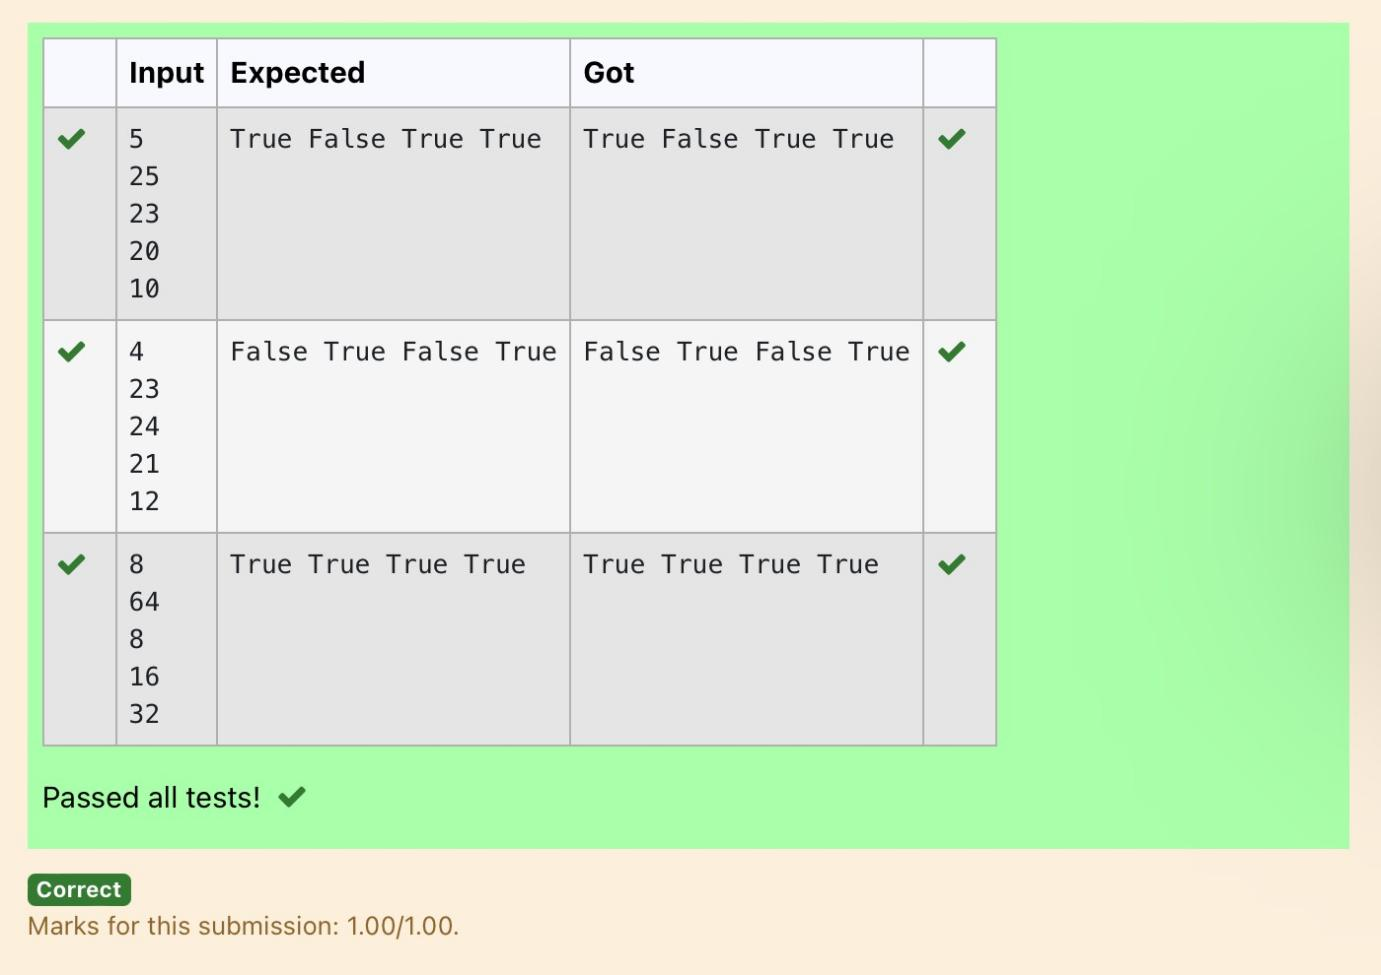 Input Expected Got
5 True False True True True False True True
25
23
20
10
4 False True False True False True False True
23
24
21
12
8 True True True True True True True True
64
8
16
32
Passed all tests!
Correct
Marks for this submission: 1.00/1.00.